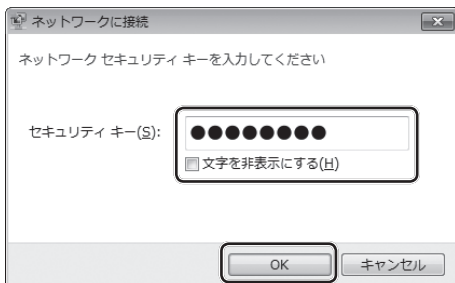 ネットワークに接続
ネットワーク セキュリティ キーを入力してください
セキュリティ キー(S): ●●●●●●●●
文字を非表示にする(H)
OK キャンセル